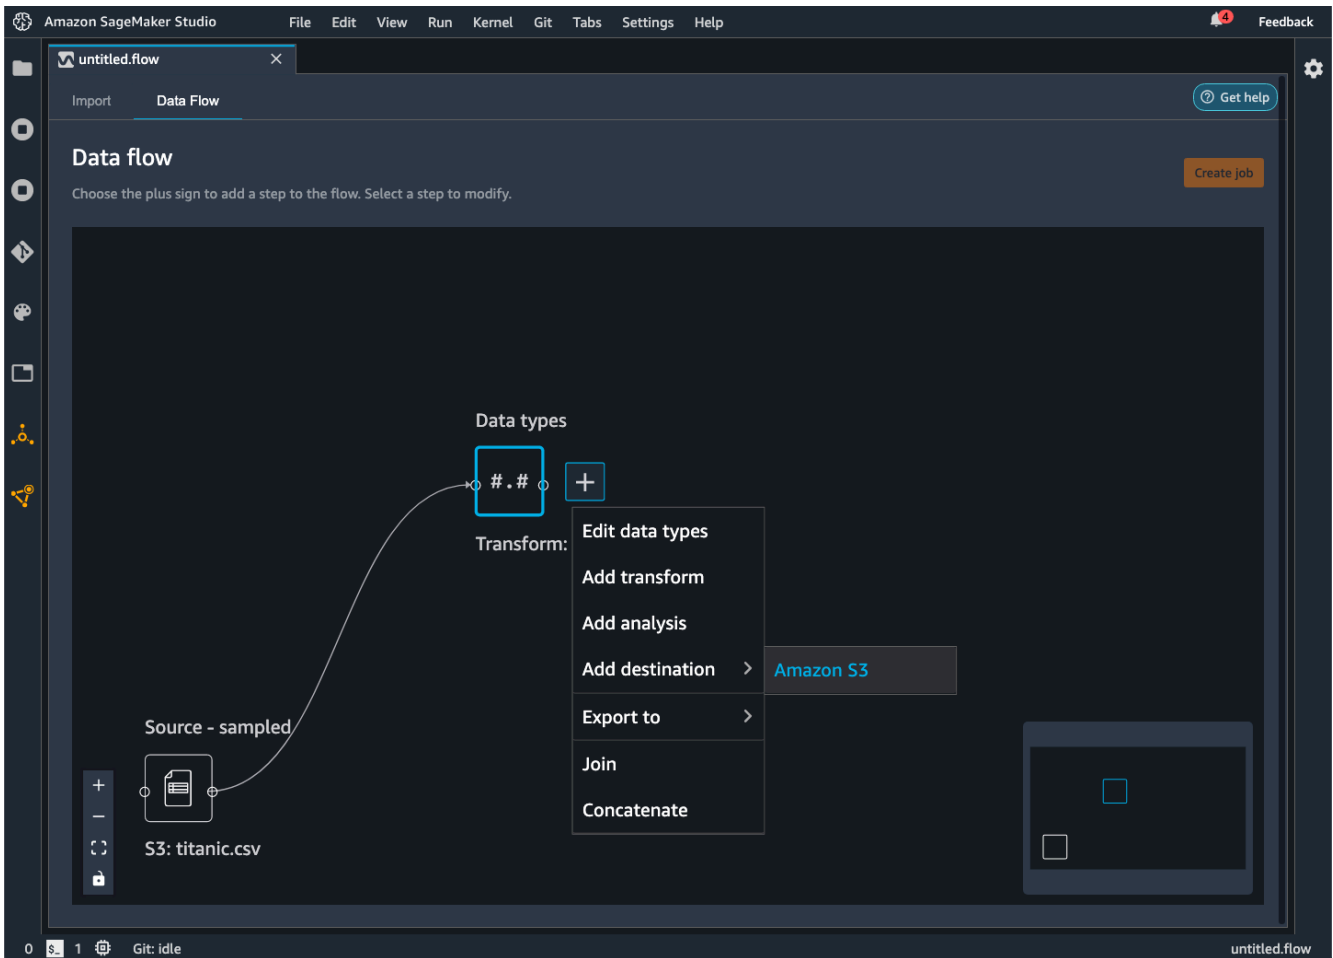 Amazon SageMaker Studio File Edit View Run Kernel Git Tabs Settings Help 4 Feedback
untitled.flow
Import Data Flow
Get help
Data flow
Create job
Choose the plus sign to add a step to the flow. Select a step to modify.
Data types
#.#
Transform:
Edit data types
Add transform
Add analysis
Add destination
Amazon S3
Export to
Join
Concatenate
Source - sampled
S3: titanic.csv
0 $_ 1 Git: idle untitled.flow